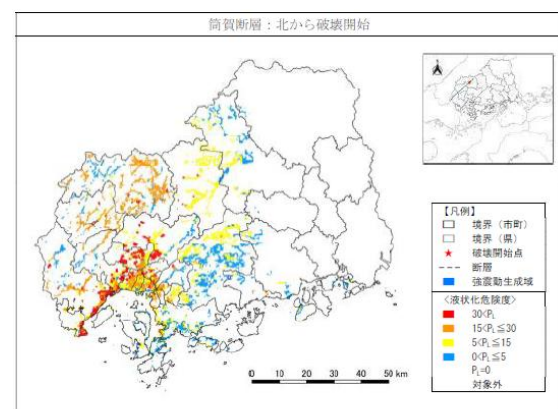 筒賀断層：北から破壊開始
【凡例】
境界（市町）
境界（県）
破壊開始点
断層
強震動生成域
<液状化危険度>
30<PL
15<PL≦30
5<PL≦15
0<PL≦5
PL=0
対象外
0 10 20 30 40 50 km